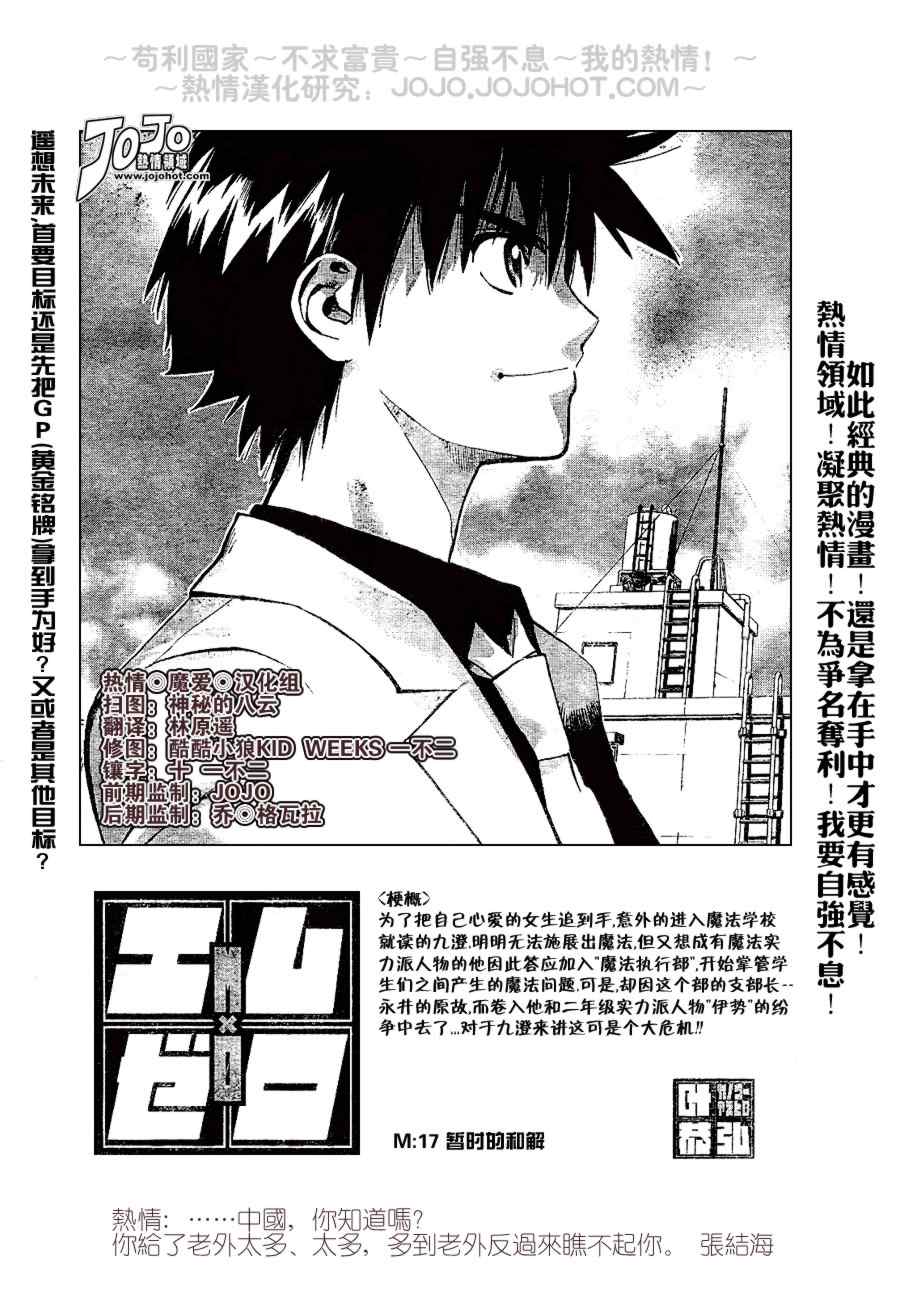 ～苟利國家～不求富貴～自强不息～我的熱情！～
～熱情漢化研究：JOJO.JOJOHOT.COM～
JOJO
熱情領域
www.jojohot.com
遥想未来,首要目标还是先把GP(黄金铭牌)拿到手为好?又或者是其他目标?
如此經典的漫畫！還是拿在手中才更有感覺！
熱情領域！凝聚熱情！不為爭名奪利！我要自強不息！
热情◎魔爱◎汉化组
扫图：神秘的八云
翻译：林原遥
修图：酷酷小狼KID WEEKS 一不二
镶字：十 一不二
前期监制：JOJO
后期监制：乔◎格瓦拉
エム
ゼロ
<梗概>
为了把自己心爱的女生追到手,意外的进入魔法学校
就读的九澄,明明无法施展出魔法,但又想成有魔法实
力派人物的他因此答应加入"魔法执行部",开始掌管学
生们之间产生的魔法问题,可是,却因这个部的支部长--
永井的原故,而卷入他和二年级实力派人物"伊势"的纷
争中去了...对于九澄来讲这可是个大危机!!
叶恭弘
M:17 暂时的和解
熱情：……中國，你知道嗎？
你給了老外太多、太多，多到老外反過來瞧不起你。 張結海